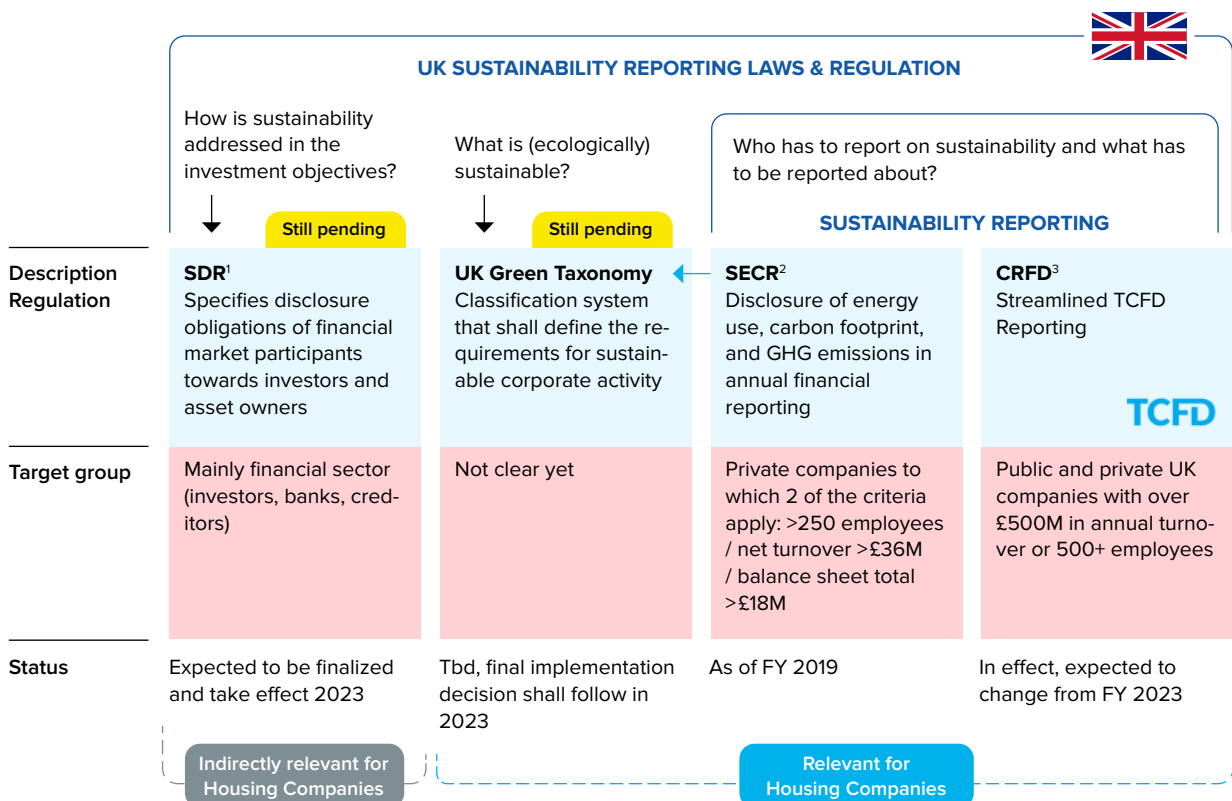 UK SUSTAINABILITY REPORTING LAWS & REGULATION
How is sustainability
addressed in the
investment objectives?
What is (ecologically)
sustainable?
Who has to report on sustainability and what has
to be reported about?
Still pending
Still pending
SUSTAINABILITY REPORTING
Description
Regulation
SDR¹
Specifies disclosure
obligations of financial
market participants
towards investors and
asset owners
UK Green Taxonomy
Classification system
that shall define the re-
quirements for sustain-
able corporate activity
SECR²
Disclosure of energy
use, carbon footprint,
and GHG emissions in
annual financial
reporting
CRFD³
Streamlined TCFD
Reporting
TCFD
Target group
Mainly financial sector
(investors, banks, cred-
itors)
Not clear yet
Private companies to
which 2 of the criteria
apply: >250 employees
/ net turnover >£36M
/ balance sheet total
>£18M
Public and private UK
companies with over
£500M in annual turno-
ver or 500+ employees
Status
Expected to be finalized
and take effect 2023
Tbd, final implementation
decision shall follow in
2023
As of FY 2019
In effect, expected to
change from FY 2023
Indirectly relevant for
Housing Companies
Relevant for
Housing Companies